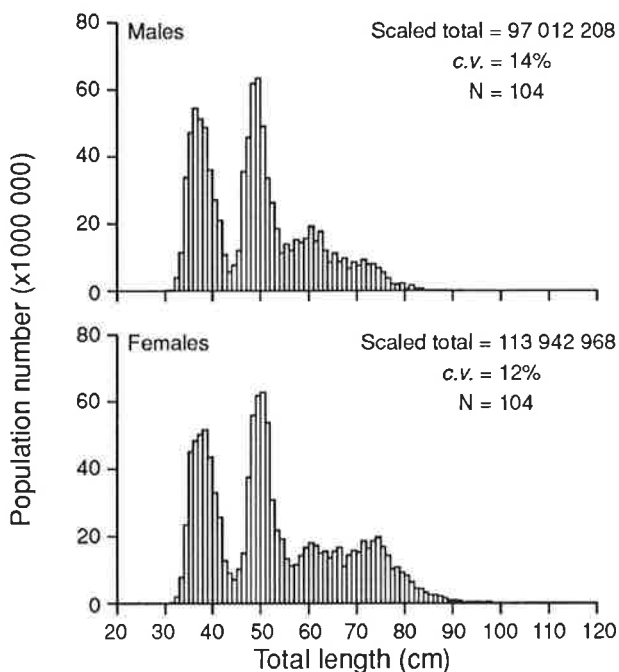 Population number (x1000 000)
Males
Scaled total = 97 012 208
c.v. = 14%
N = 104
80
60
40
20
0
Females
Scaled total = 113 942 968
c.v. = 12%
N = 104
80
60
40
20
0
20 30 40 50 60 70 80 90 100 110 120
Total length (cm)